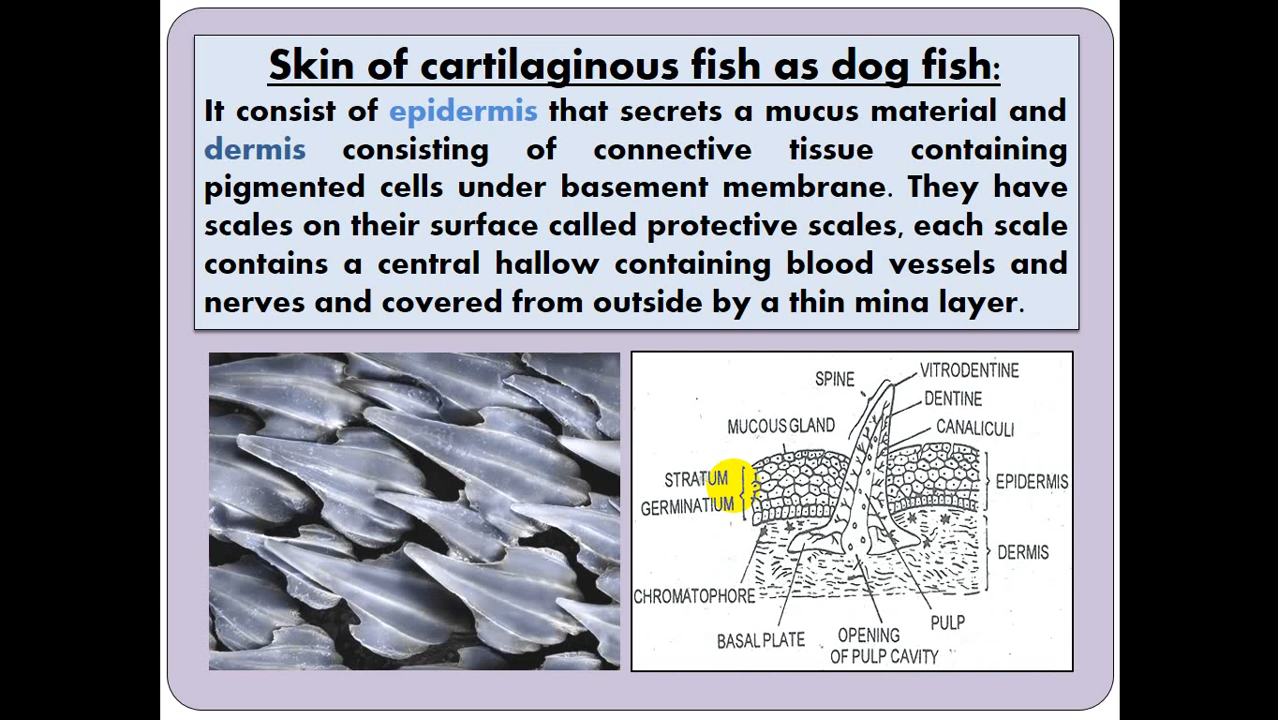 Skin of cartilaginous fish as dog fish:
It consist of epidermis that secrets a mucus material and
dermis consisting of connective tissue containing
pigmented cells under basement membrane. They have
scales on their surface called protective scales, each scale
contains a central hallow containing blood vessels and
nerves and covered from outside by a thin mina layer.
SPINE
VITRODENTINE
DENTINE
MUCOUS GLAND
CANALICULI
STRATUM
GERMINATIUM
EPIDERMIS
DERMIS
CHROMATOPHORE
BASAL PLATE
OPENING
OF PULP CAVITY
PULP